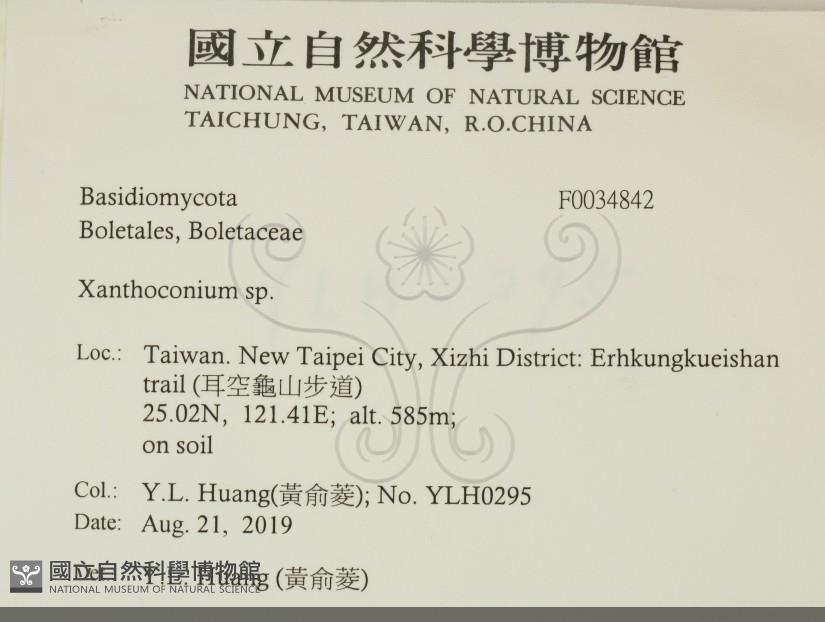 國立自然科學博物館
NATIONAL MUSEUM OF NATURAL SCIENCE
TAICHUNG, TAIWAN, R.O.CHINA
Basidiomycota F0034842
Boletales, Boletaceae
Xanthoconium sp.
Loc.: Taiwan. New Taipei City, Xizhi District: Erhkungkueishan
trail (耳空龜山步道)
25.02N, 121.41E; alt. 585m;
on soil
Col.: Y.L. Huang(黃俞菱); No. YLH0295
Date: Aug. 21, 2019
Det. Y.L. Huang (黃俞菱)
國立自然科學博物館
NATIONAL MUSEUM OF NATURAL SCIENCE